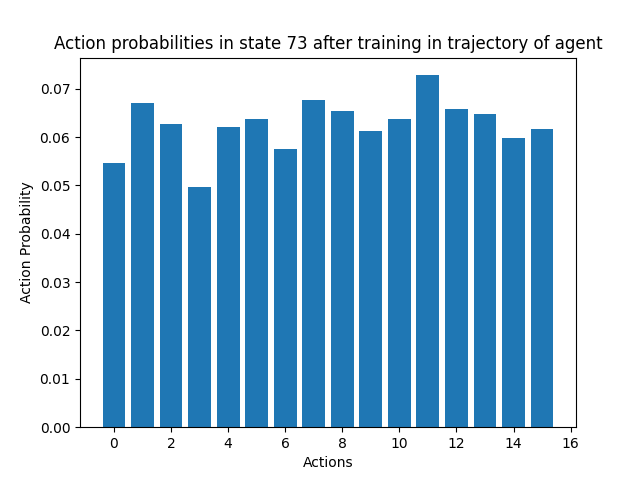 Action probabilities in state 73 after training in trajectory of agent
Action Probability
0.07
0.06
0.05
0.04
0.03
0.02
0.01
0.00
0 2 4 6 8 10 12 14 16
Actions